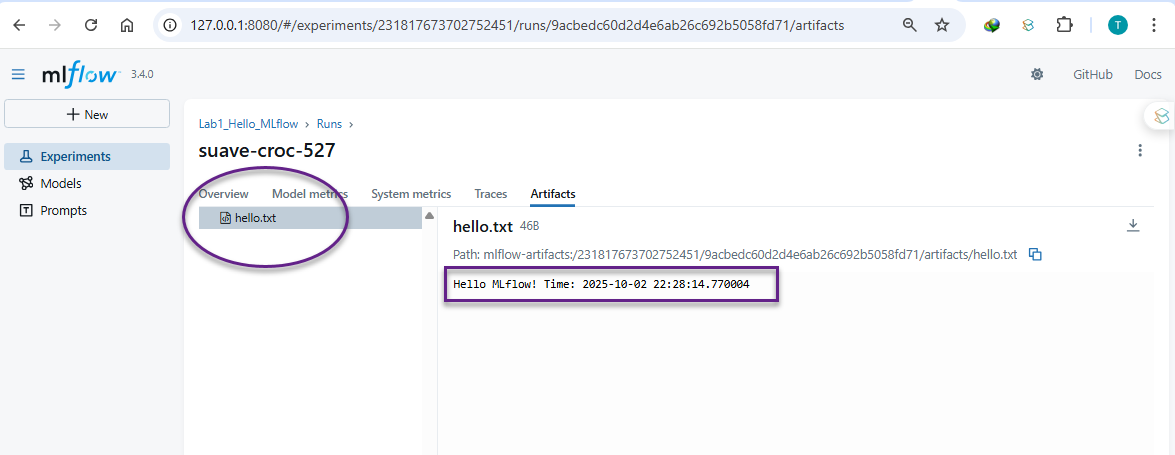 127.0.0.1:8080/#/experiments/231817673702752451/runs/9acbedc60d2d4e6ab26c692b5058fd71/artifacts
T
mlflow 3.4.0
GitHub
Docs
+ New
Experiments
Models
Prompts
Lab1_Hello_MLflow › Runs ›
suave-croc-527
Overview Model metrics System metrics Traces Artifacts
hello.txt
hello.txt 46B
Path: mlflow-artifacts:/231817673702752451/9acbedc60d2d4e6ab26c692b5058fd71/artifacts/hello.txt
Hello MLflow! Time: 2025-10-02 22:28:14.770004